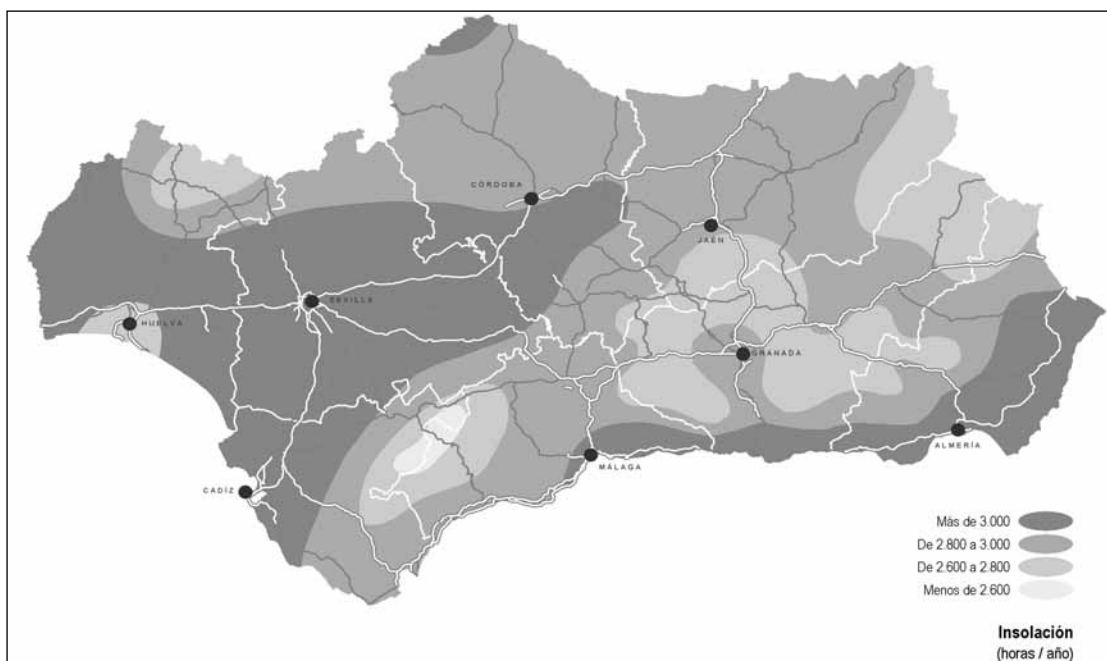 CÓRDOBA
JAÉN
SEVILLA
HUELVA
GRANADA
ALMERÍA
MÁLAGA
CADÍZ
Más de 3.000
De 2.800 a 3.000
De 2.600 a 2.800
Menos de 2.600
Insolación
(horas / año)